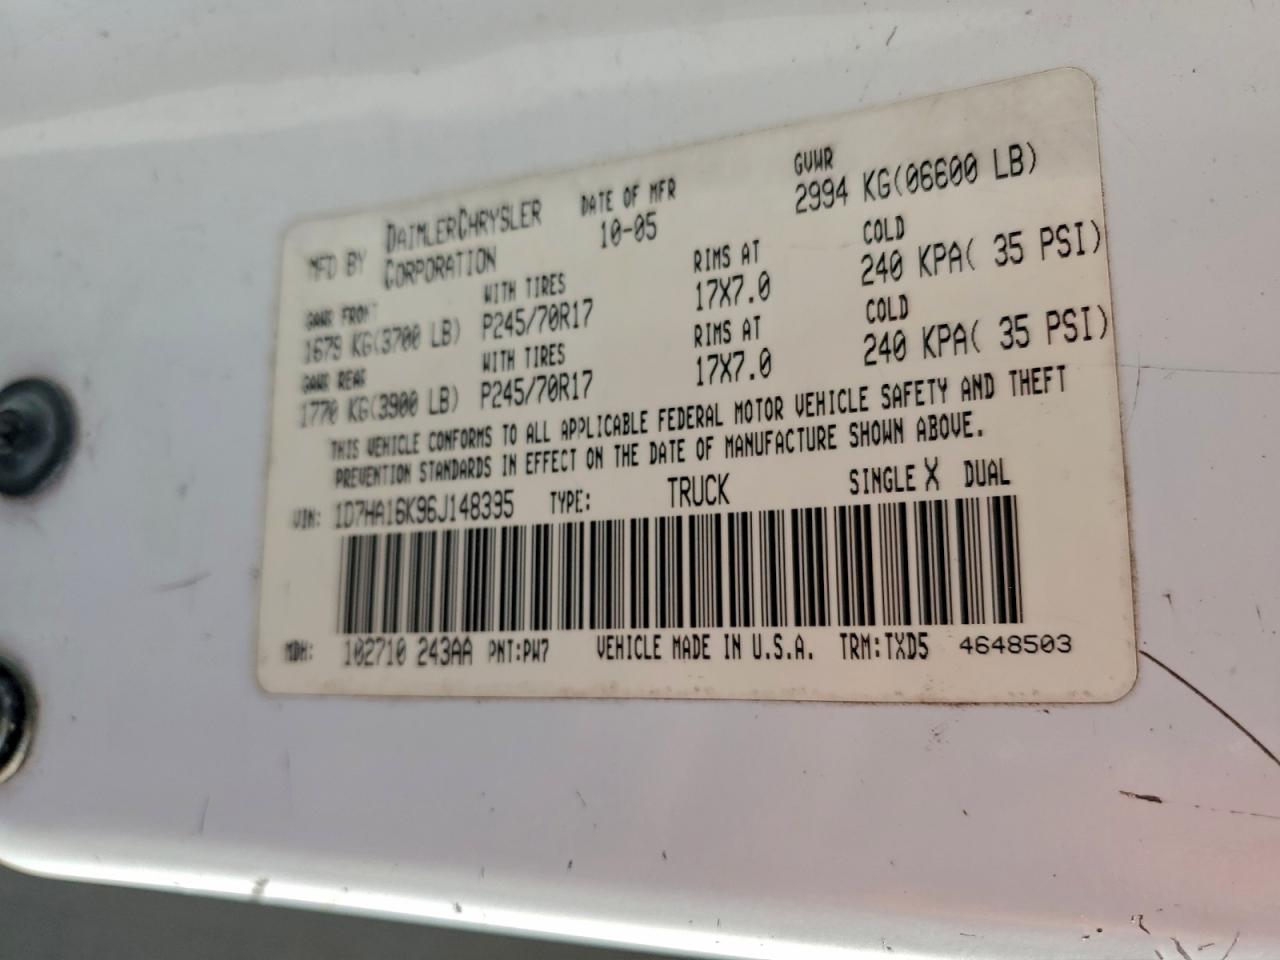 MFD BY DAIMLERCHRYSLER CORPORATION DATE OF MFR 10-05 GVWR 2994 KG(06600 LB)
GAWR FRONT WITH TIRES RIMS AT COLD
1679 KG(3700 LB) P245/70R17 17X7.0 240 KPA( 35 PSI)
GAWR REAR WITH TIRES RIMS AT COLD
1770 KG(3900 LB) P245/70R17 17X7.0 240 KPA( 35 PSI)
THIS VEHICLE CONFORMS TO ALL APPLICABLE FEDERAL MOTOR VEHICLE SAFETY AND THEFT
PREVENTION STANDARDS IN EFFECT ON THE DATE OF MANUFACTURE SHOWN ABOVE.
VIN: 1D7HA16K96J148395 TYPE: TRUCK SINGLE X DUAL
MDH: 102710 243AA PNT:PW7 VEHICLE MADE IN U.S.A. TRM:TXD5 4648503